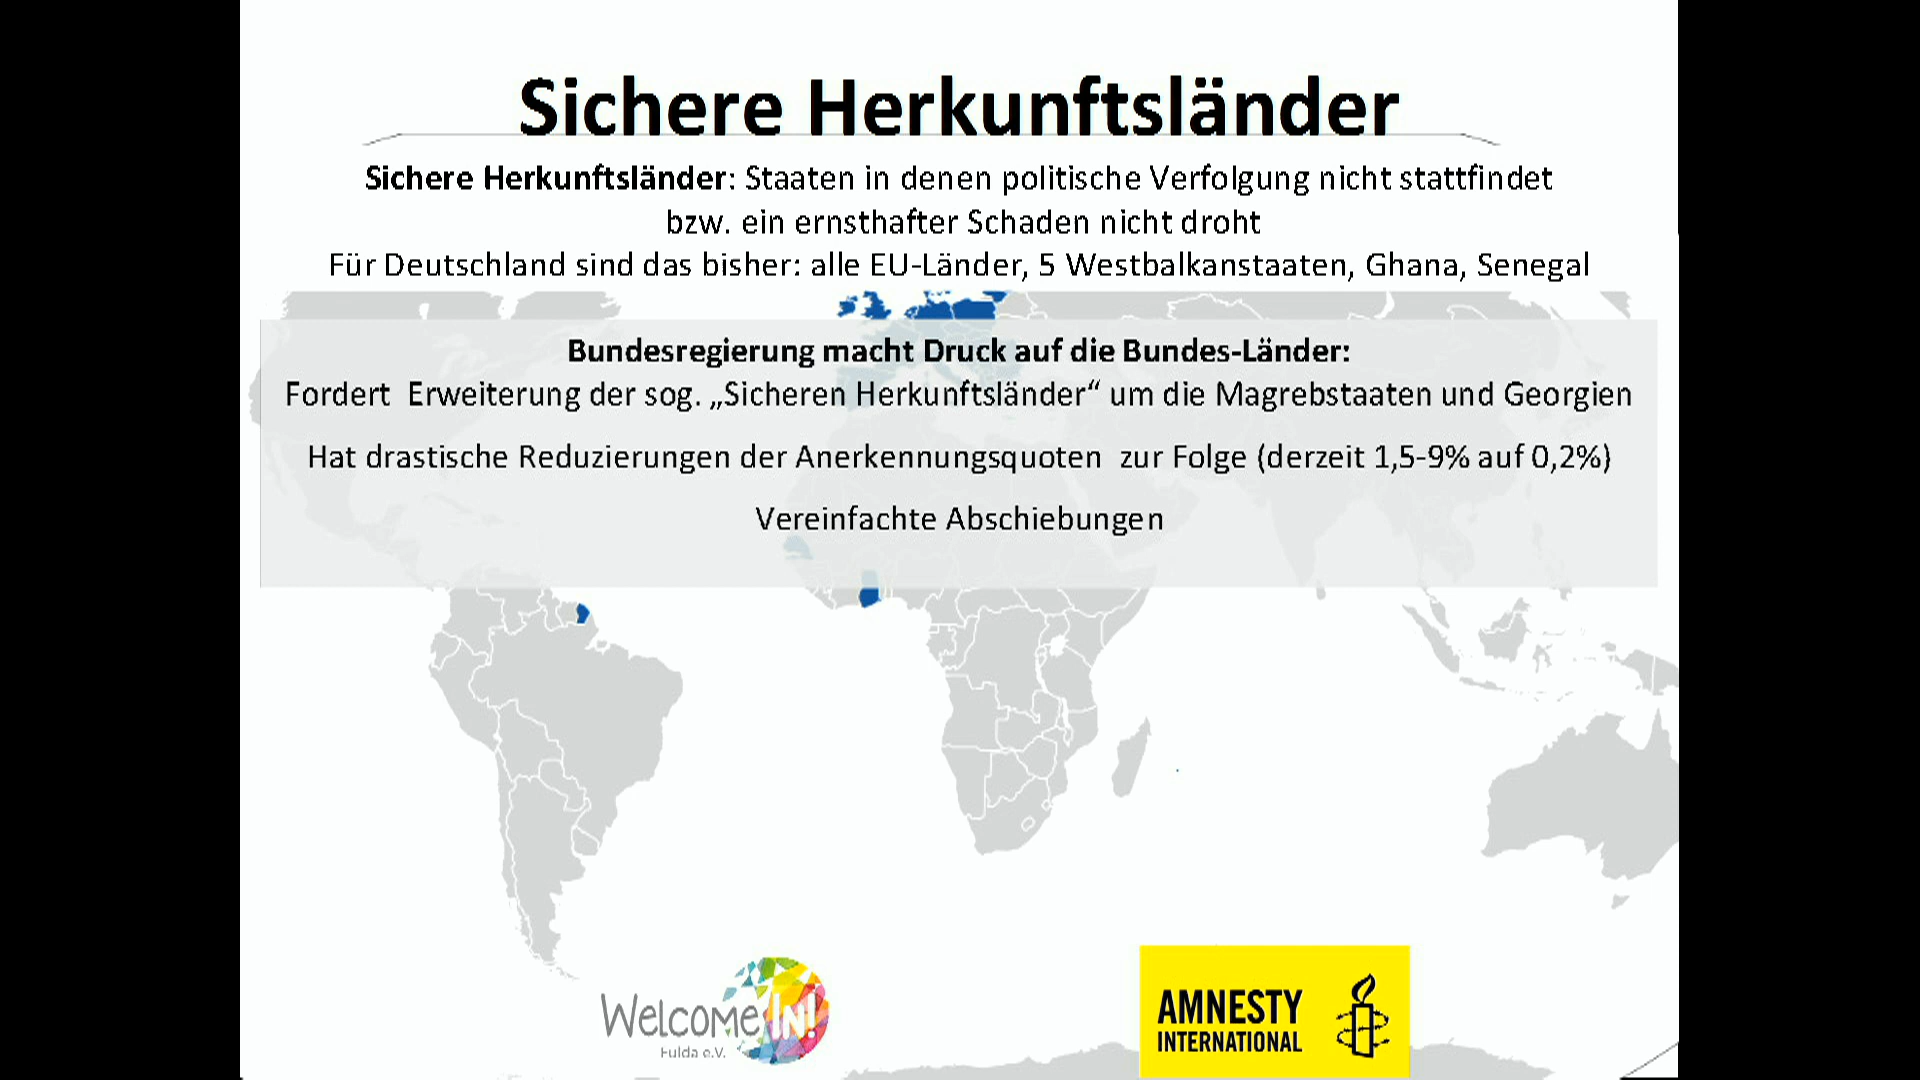 Sichere Herkunftsländer
Sichere Herkunftsländer: Staaten in denen politische Verfolgung nicht stattfindet
bzw. ein ernsthafter Schaden nicht droht
Für Deutschland sind das bisher: alle EU-Länder, 5 Westbalkanstaaten, Ghana, Senegal
Bundesregierung macht Druck auf die Bundes-Länder:
Fordert Erweiterung der sog. „Sicheren Herkunftsländer“ um die Magrebstaaten und Georgien
Hat drastische Reduzierungen der Anerkennungsquoten zur Folge (derzeit 1,5-9% auf 0,2%)
Vereinfachte Abschiebungen
Welcome IN!
Fulda e.V.
AMNESTY
INTERNATIONAL